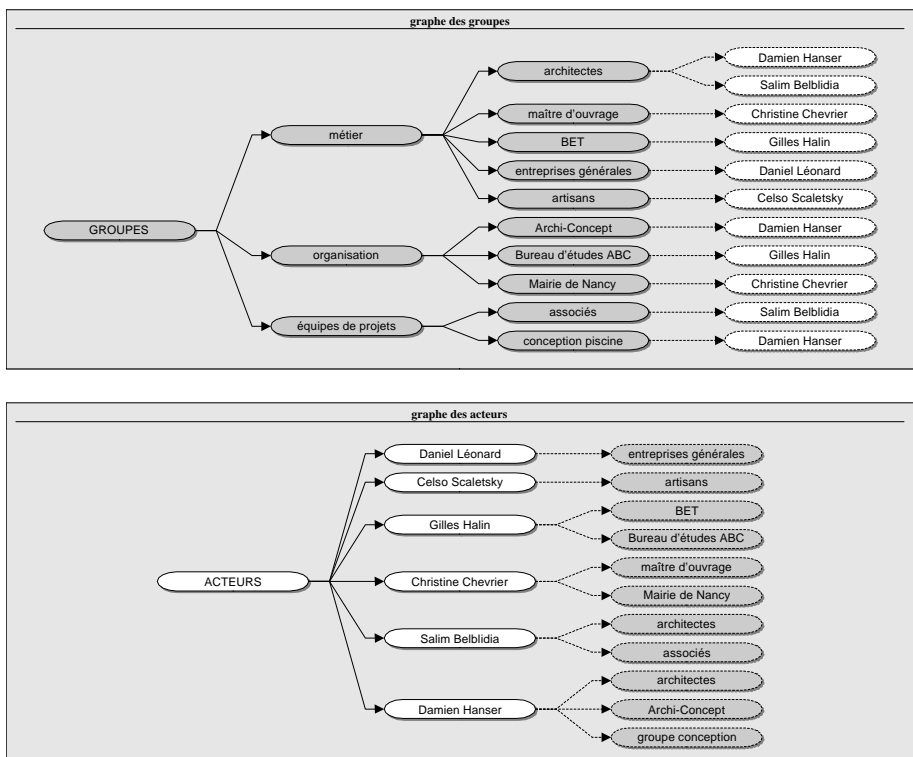 graphe des groupes
Damien Hanser
architectes
Salim Belblidia
maître d'ouvrage
Christine Chevrier
métier
BET
Gilles Halin
entreprises générales
Daniel Léonard
artisans
Celso Scaletsky
GROUPES
Archi-Concept
Damien Hanser
organisation
Bureau d'études ABC
Gilles Halin
Mairie de Nancy
Christine Chevrier
équipes de projets
associés
Salim Belblidia
conception piscine
Damien Hanser
graphe des acteurs
Daniel Léonard
entreprises générales
Celso Scaletsky
artisans
Gilles Halin
BET
Bureau d'études ABC
ACTEURS
Christine Chevrier
maître d'ouvrage
Mairie de Nancy
Salim Belblidia
architectes
associés
Damien Hanser
architectes
Archi-Concept
groupe conception